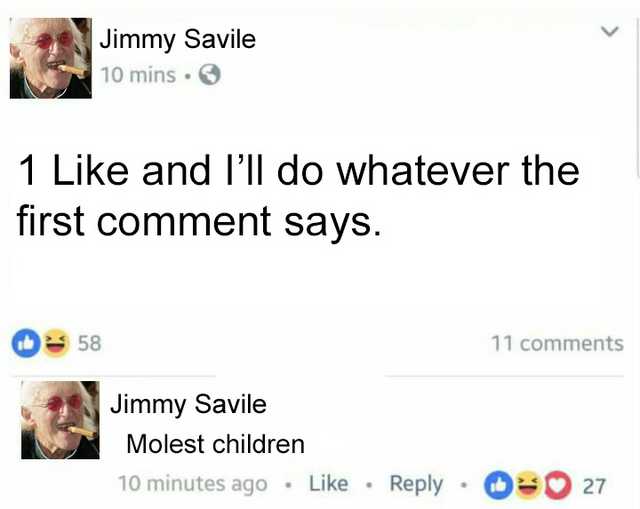 Jimmy Savile
10 mins •
1 Like and I'll do whatever the
first comment says.
58 11 comments
Jimmy Savile
Molest children
10 minutes ago • Like • Reply • 27